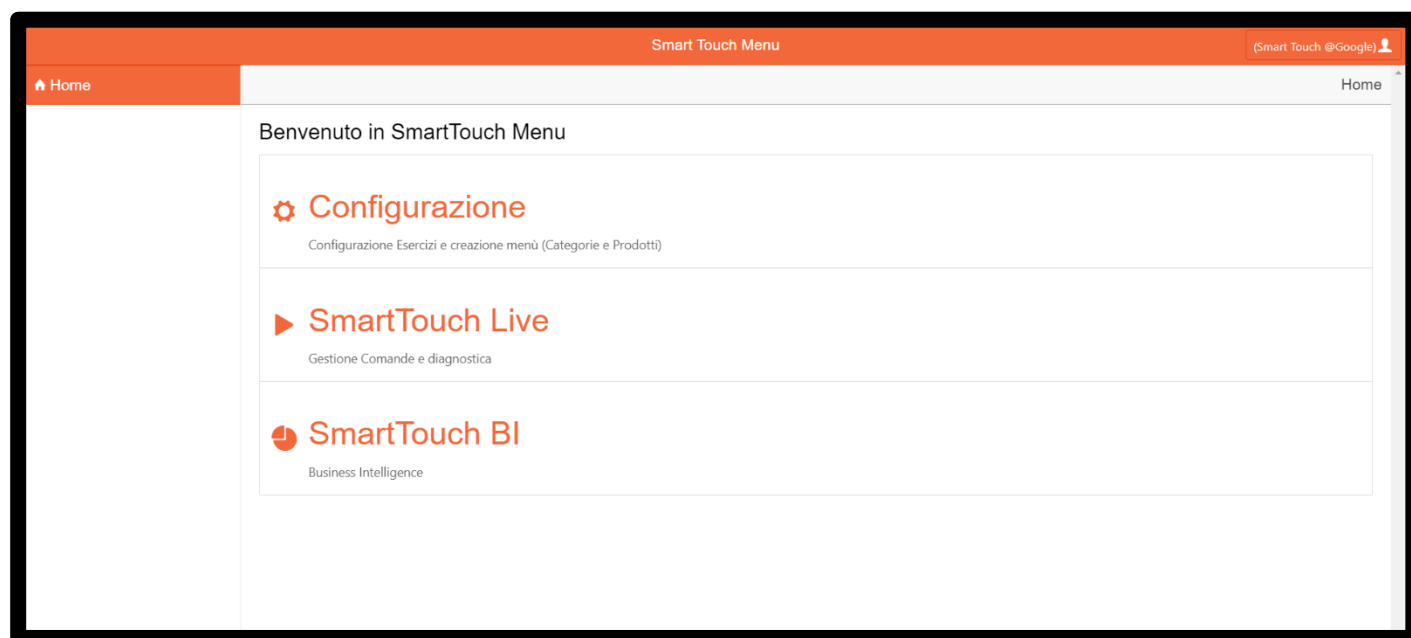 Smart Touch Menu
(Smart Touch @Google)
Home
Home
Benvenuto in SmartTouch Menu
Configurazione
Configurazione Esercizi e creazione menù (Categorie e Prodotti)
SmartTouch Live
Gestione Comande e diagnostica
SmartTouch BI
Business Intelligence